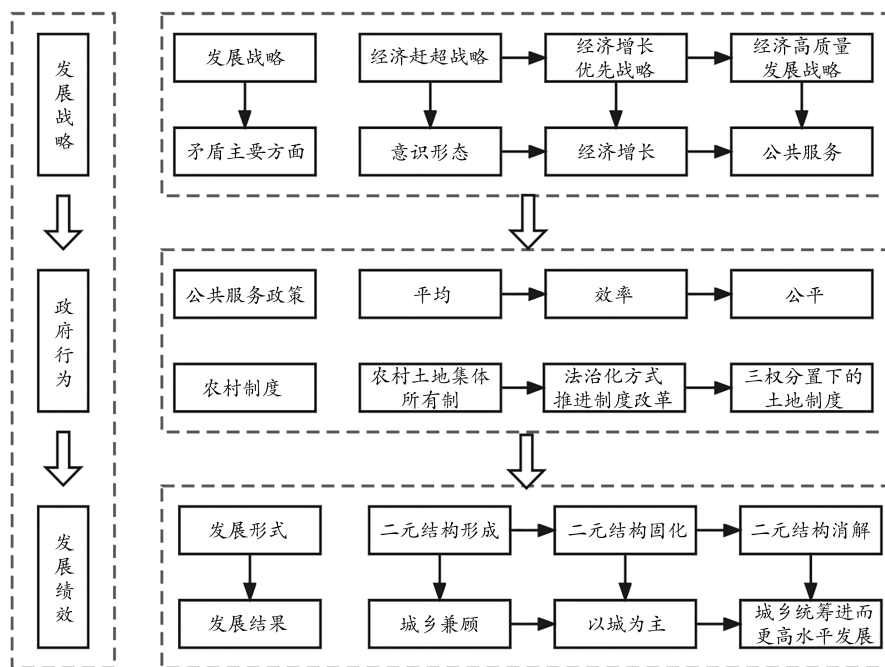 发展战略
发展战略
经济赶超战略
经济增长
优先战略
经济高质量
发展战略
矛盾主要方面
意识形态
经济增长
公共服务
政府行为
公共服务政策
平均
效率
公平
农村制度
农村土地集体
所有制
法治化方式
推进制度改革
三权分置下的
土地制度
发展绩效
发展形式
二元结构形成
二元结构固化
二元结构消解
发展结果
城乡兼顾
以城为主
城乡统筹进而
更高水平发展